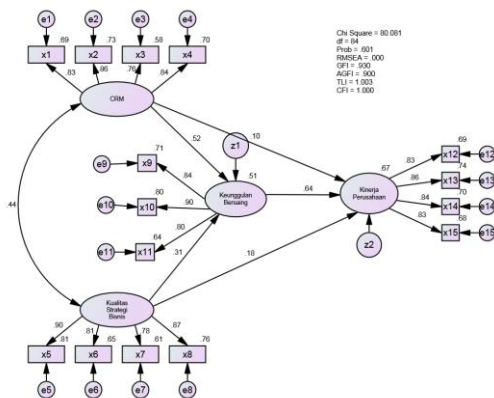 e1 e2 e3 e4
.69 .73 .58 .70
x1 x2 x3 x4
.83 .86 .76 .84
CRM
Chi Square = 80.081
df = 84
Prob = .601
RMSEA = .000
GFI = .930
AGFI = .900
TLI = 1.003
CFI = 1.000
.52
z1
.10
.71
e9 x9
.84
.51
.80
e10 x10
.90
Keunggulan
Bersaing
.64
.64
e11 x11
.80
.31
.44
.67
Kinerja
Perusahaan
z2
.69
.83 x12 e12
.74
.86 x13 e13
.70
.84 x14 e14
.68
.83 x15 e15
.18
Kualitas
Strategi
Bisnis
.90 .81 .78 .87
.81 .65 .61 .76
x5 x6 x7 x8
e5 e6 e7 e8